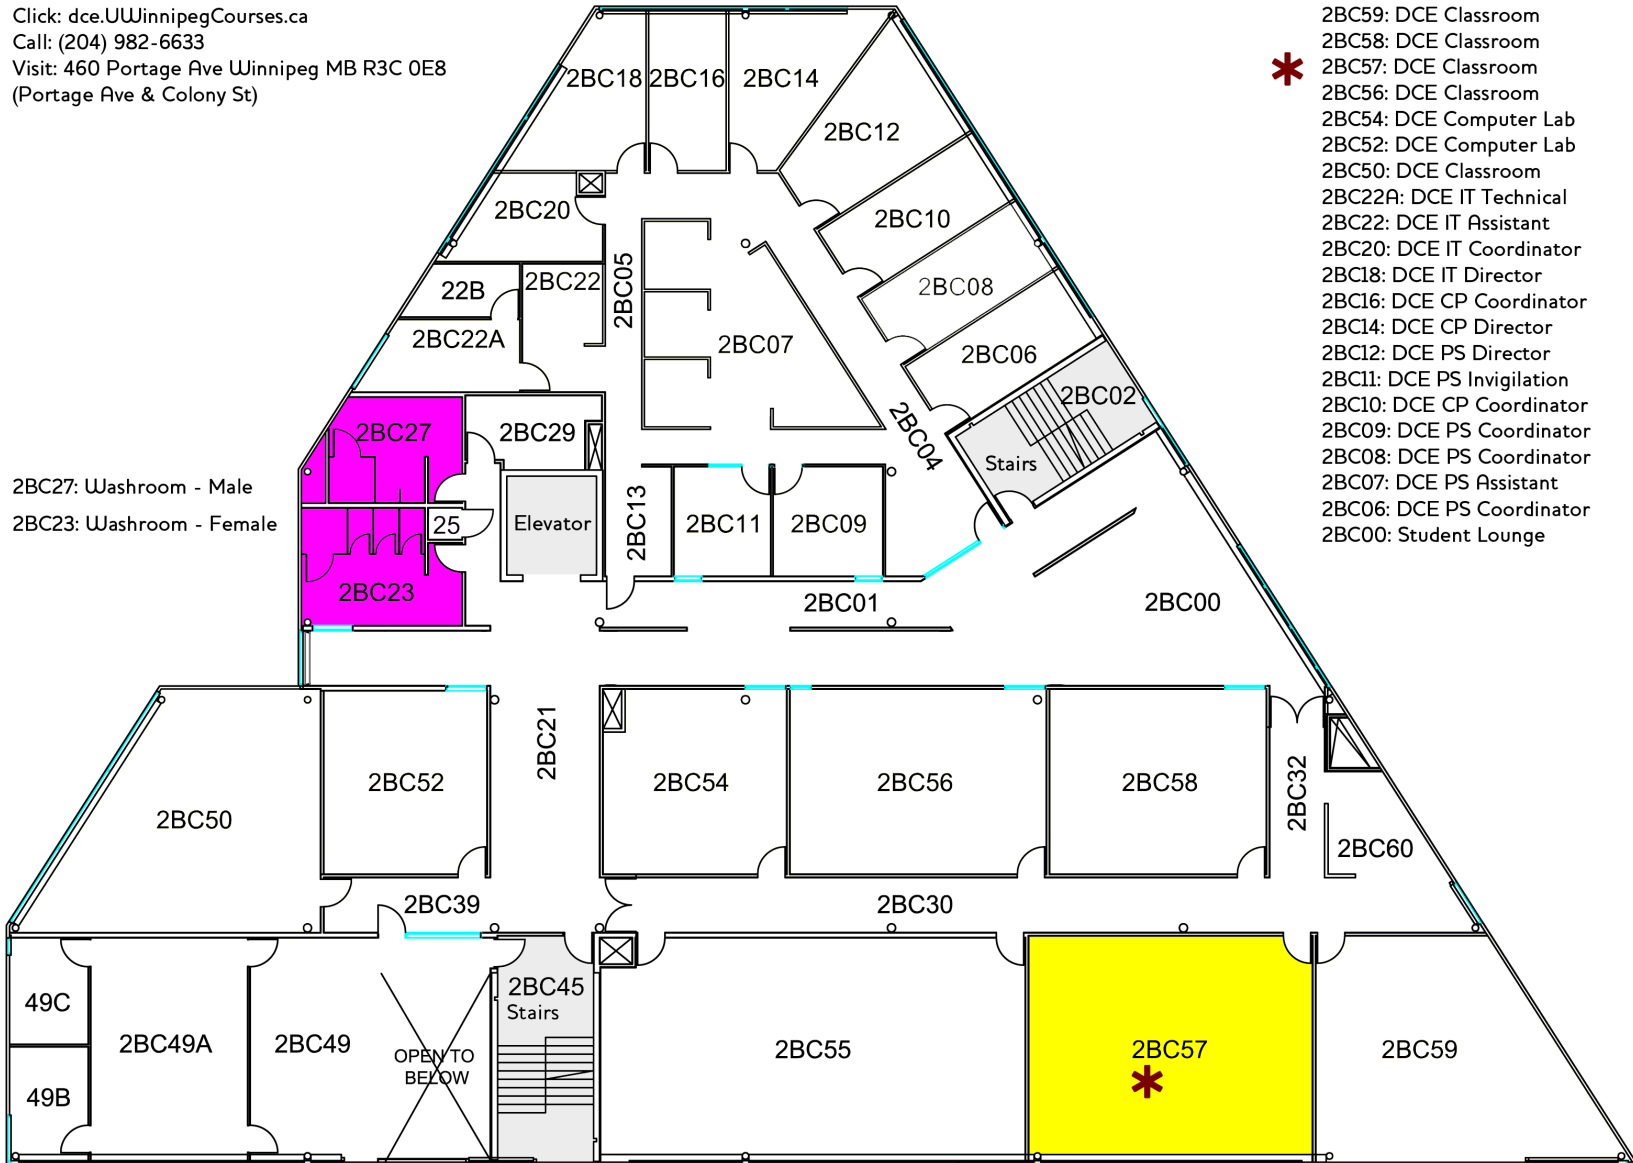 Click: dce.UWinnipegCourses.ca
Call: (204) 982-6633
Visit: 460 Portage Ave Winnipeg MB R3C 0E8
(Portage Ave & Colony St)
2BC59: DCE Classroom
2BC58: DCE Classroom
2BC57: DCE Classroom
2BC56: DCE Classroom
2BC54: DCE Computer Lab
2BC52: DCE Computer Lab
2BC50: DCE Classroom
2BC22A: DCE IT Technical
2BC22: DCE IT Assistant
2BC20: DCE IT Coordinator
2BC18: DCE IT Director
2BC16: DCE CP Coordinator
2BC14: DCE CP Director
2BC12: DCE PS Director
2BC11: DCE PS Invigilation
2BC10: DCE CP Coordinator
2BC09: DCE PS Coordinator
2BC08: DCE PS Coordinator
2BC07: DCE PS Assistant
2BC06: DCE PS Coordinator
2BC00: Student Lounge
2BC27: Washroom - Male
2BC23: Washroom - Female
2BC18
2BC16
2BC14
2BC12
2BC20
2BC10
2BC05
22B
2BC22
2BC08
2BC22A
2BC07
2BC06
2BC02
2BC27
2BC29
2BC04
Stairs
25
Elevator
2BC13
2BC11
2BC09
2BC23
2BC01
2BC00
2BC21
2BC52
2BC54
2BC56
2BC58
2BC32
2BC50
2BC60
2BC39
2BC30
49C
2BC49A
2BC49
2BC45
Stairs
OPEN TO
BELOW
49B
2BC55
2BC57
2BC59